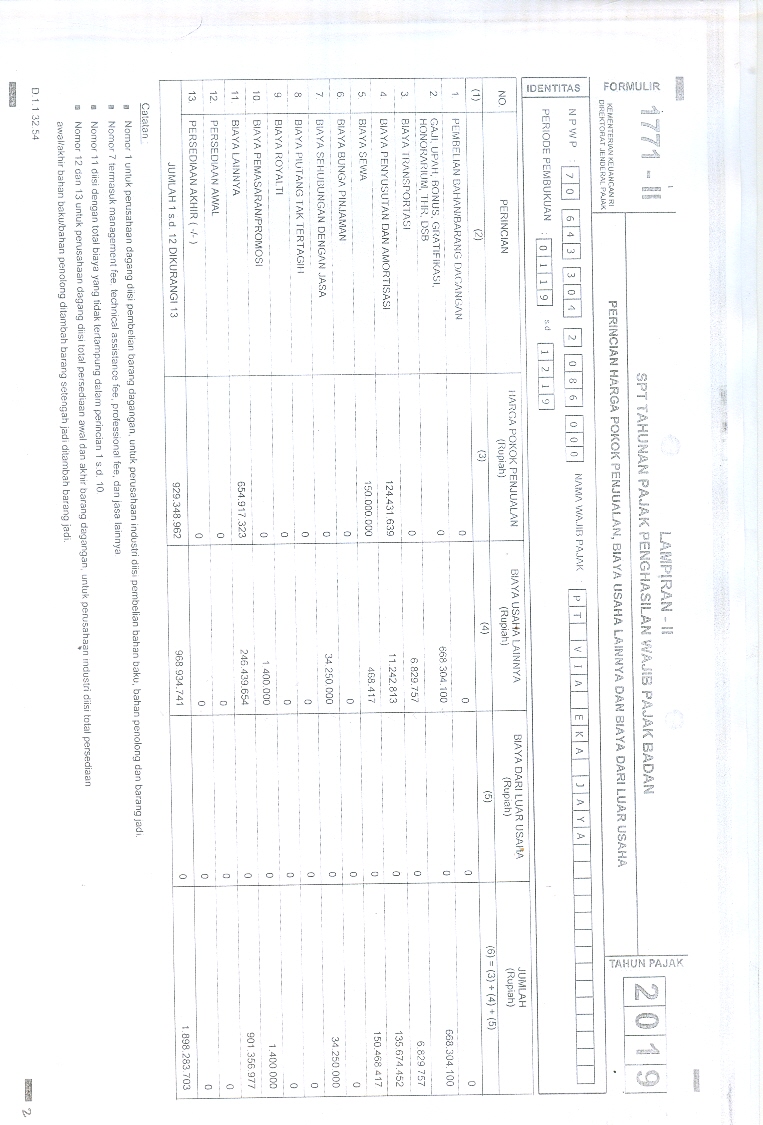 FORMULIR
1771 - II
KEMENTERIAN KEUANGAN RI
DIREKTORAT JENDERAL PAJAK
LAMPIRAN - II
SPT TAHUNAN PAJAK PENGHASILAN WAJIB PAJAK BADAN
PERINCIAN HARGA POKOK PENJUALAN, BIAYA USAHA LAINNYA DAN BIAYA DARI LUAR USAHA
TAHUN PAJAK
2 0 1 9
IDENTITAS
NPWP : 7 0 6 4 3 3 0 4 2 0 8 6 0 0 0 NAMA WAJIB PAJAK : P T V I A E K A J A Y A
PERIODE PEMBUKUAN : 0 1 1 9 sd 1 2 1 9
NO. PERINCIAN HARGA POKOK PENJUALAN (Rupiah) BIAYA USAHA LAINNYA (Rupiah) BIAYA DARI LUAR USAHA (Rupiah) JUMLAH (Rupiah)
(1) (2) (3) (4) (5) (6) = (3) + (4) + (5)
1 PEMBELIAN BAHAN/BARANG DAGANGAN 0 0 0 0
2 GAJI, UPAH, BONUS, GRATIFIKASI, HONORARIUM, THR, DSB 0 668.304.100 0 668.304.100
3 BIAYA TRANSPORTASI 0 6.829.757 0 6.829.757
4 BIAYA PENYUSUTAN DAN AMORTISASI 124.431.639 11.242.813 0 135.674.452
5 BIAYA SEWA 150.000.000 468.417 0 150.468.417
6 BIAYA BUNGA PINJAMAN 0 0 0 0
7 BIAYA SEHUBUNGAN DENGAN JASA 0 34.250.000 0 34.250.000
8 BIAYA PIUTANG TAK TERTAGIH 0 0 0 0
9 BIAYA ROYALTI 0 0 0 0
10 BIAYA PEMASARAN/PROMOSI 0 1.400.000 0 1.400.000
11 BIAYA LAINNYA 654.917.323 246.439.654 0 901.356.977
12 PERSEDIAAN AWAL 0 0 0 0
13 PERSEDIAAN AKHIR ( -/- ) 0 0 0 0
JUMLAH 1 s.d. 12 DIKURANGI 13 929.348.962 968.934.741 0 1.898.283.703
Catatan
■ Nomor 1 untuk perusahaan dagang diisi pembelian barang dagangan, untuk perusahaan industri diisi pembelian bahan baku, bahan penolong dan barang jadi.
■ Nomor 7 termasuk management fee, technical assistance fee, professional fee, dan jasa lainnya
■ Nomor 11 diisi dengan total biaya yang tidak tertampung dalam perincian 1 s.d. 10
■ Nomor 12 dan 13 untuk perusahaan dagang diisi total persediaan awal dan akhir barang dagangan, untuk perusahaan industri diisi total persediaan
awal/akhir bahan baku/bahan penolong ditambah barang setengah jadi ditambah barang jadi.
D.1.1.32.54
2